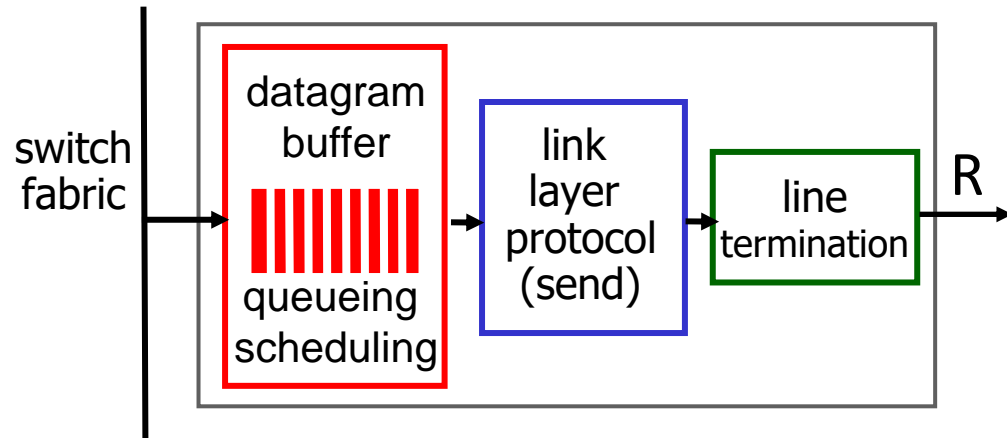 switch
fabric
datagram
buffer
queueing
scheduling
link
layer
protocol
(send)
line
termination
R